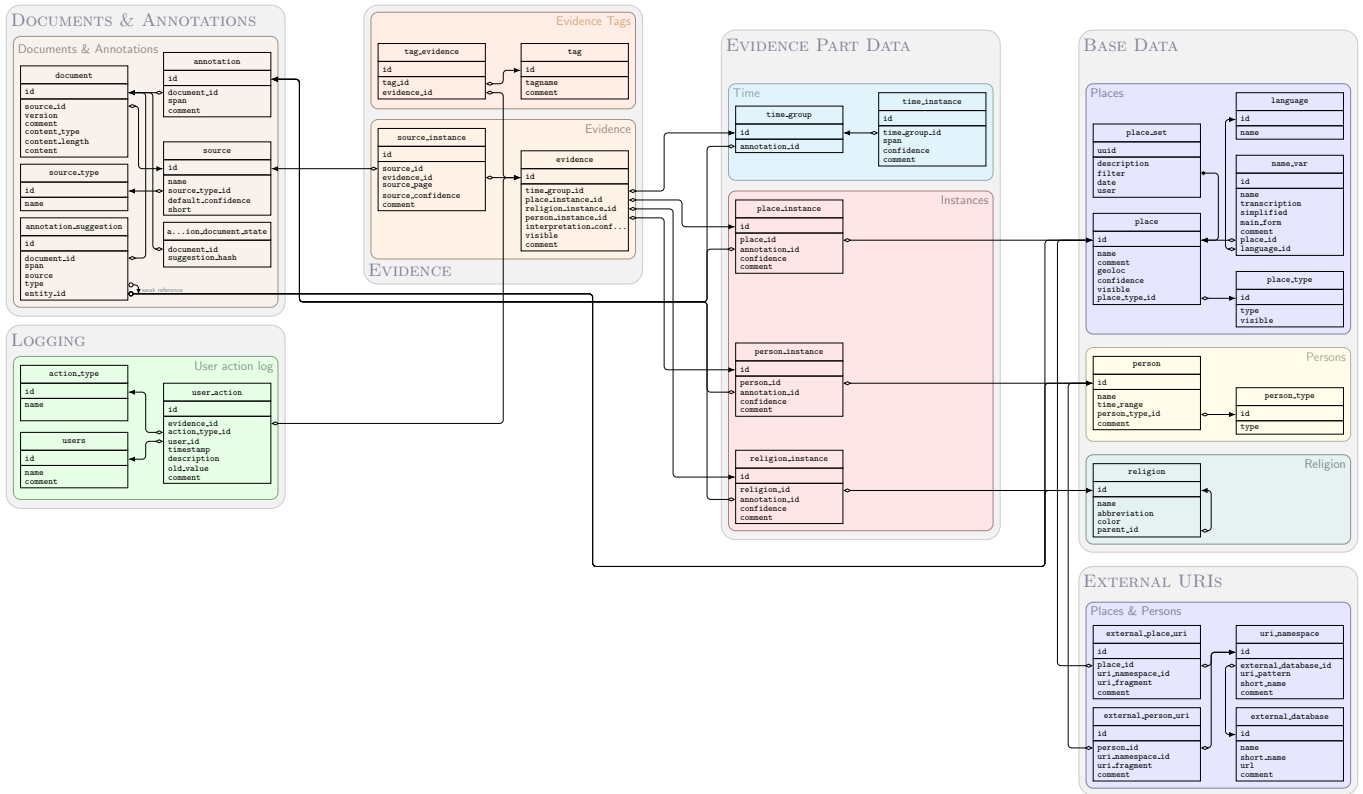 DOCUMENTS & ANNOTATIONS
Documents & Annotations
document
id
source_id
version
comment
content_type
content_length
content
annotation
id
document_id
span
comment
source_type
id
name
source
id
name
source_type_id
default_confidence
short
annotation_suggestion
id
document_id
span
source
type
entity_id
weak reference
a...ion_document_state
document_id
suggestion_hash
LOGGING
User action log
action_type
id
name
users
id
name
comment
user_action
id
evidence_id
action_type_id
user_id
timestamp
description
old_value
comment
Evidence Tags
tag_evidence
id
tag_id
evidence_id
tag
id
tagname
comment
Evidence
source_instance
id
source_id
evidence_id
source_page
source_confidence
comment
evidence
id
time_group_id
place_instance_id
religion_instance_id
person_instance_id
interpretation_conf...
visible
comment
EVIDENCE
EVIDENCE PART DATA
Time
time_group
id
annotation_id
time_instance
id
time_group_id
span
confidence
comment
Instances
place_instance
id
place_id
annotation_id
confidence
comment
person_instance
id
person_id
annotation_id
confidence
comment
religion_instance
id
religion_id
annotation_id
confidence
comment
BASE DATA
Places
place_set
uuid
description
filter
date
user
language
id
name
name_var
id
name
transcription
simplified
main_form
comment
place_id
language_id
place
id
name
comment
geoloc
confidence
visible
place_type_id
place_type
id
type
visible
Persons
person
id
name
time_range
person_type_id
comment
person_type
id
type
Religion
religion
id
name
abbreviation
color
parent_id
EXTERNAL URIS
Places & Persons
external_place_uri
id
place_id
uri_namespace_id
uri_fragment
comment
uri_namespace
id
external_database_id
uri_pattern
short_name
comment
external_person_uri
id
person_id
uri_namespace_id
uri_fragment
comment
external_database
id
name
short_name
url
comment